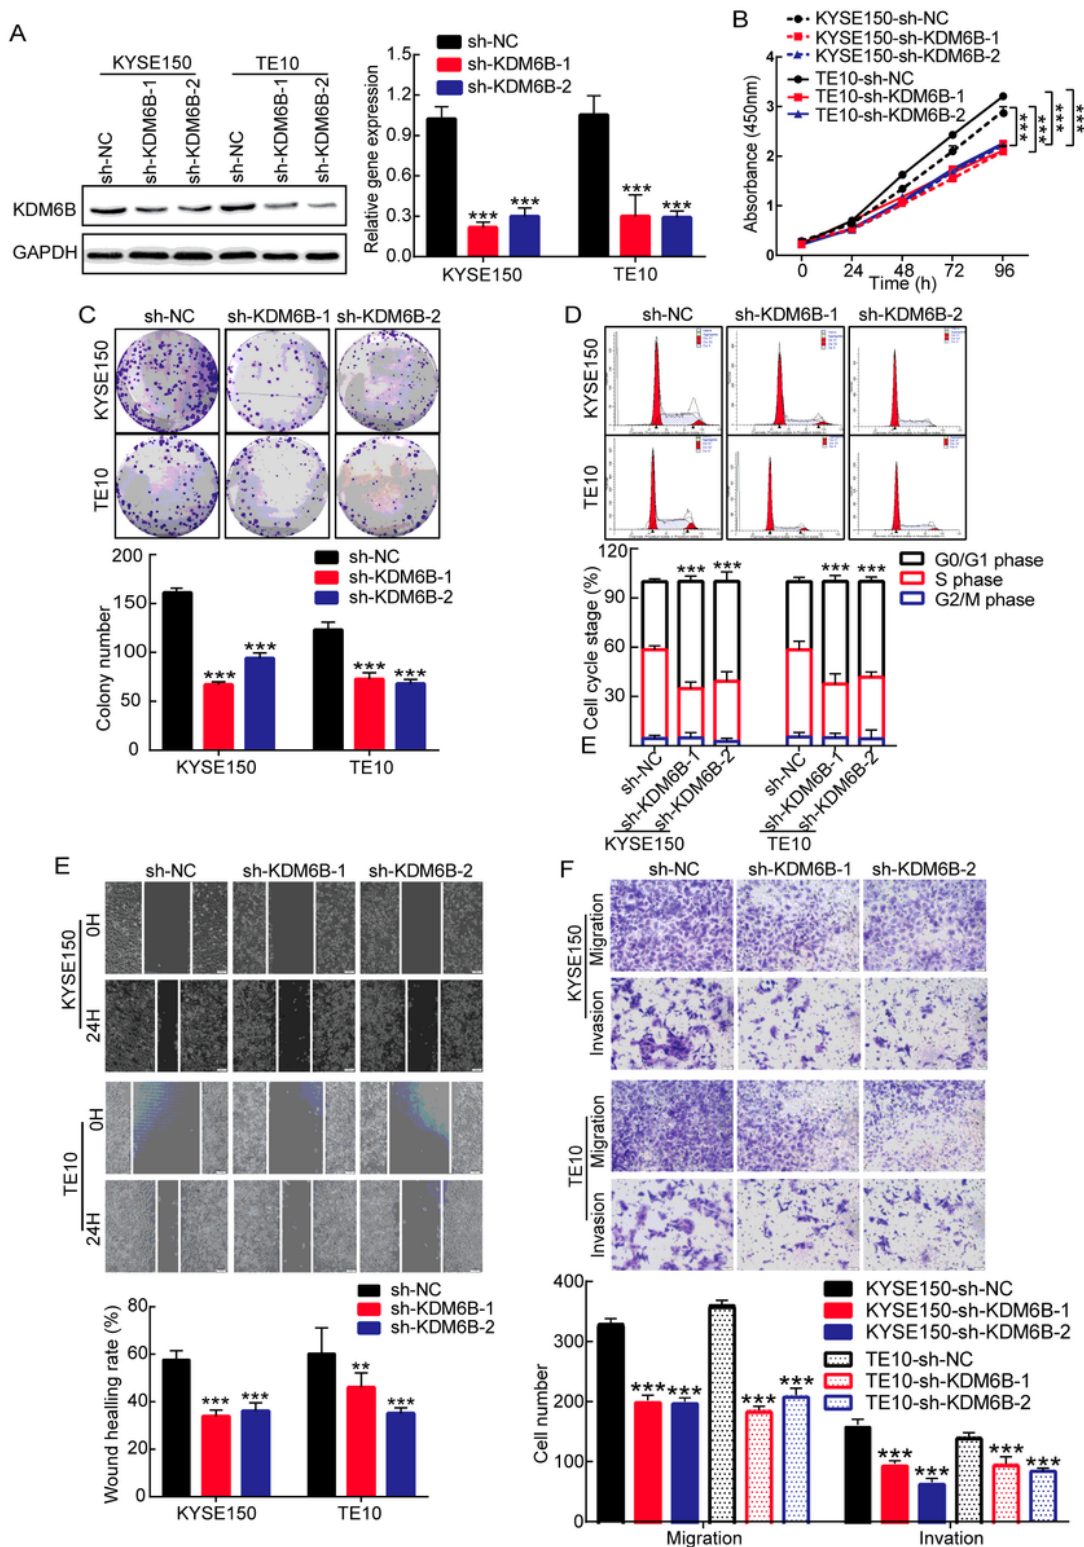 A
KYSE150 TE10
sh-NC
sh-KDM6B-1
sh-KDM6B-2
sh-NC
sh-KDM6B-1
sh-KDM6B-2
KDM6B
GAPDH
sh-NC
sh-KDM6B-1
sh-KDM6B-2
Relative gene expression
1.5
1.2
0.9
0.6
0.3
0.0
*** ***
*** ***
KYSE150 TE10
B
KYSE150-sh-NC
KYSE150-sh-KDM6B-1
KYSE150-sh-KDM6B-2
TE10-sh-NC
TE10-sh-KDM6B-1
TE10-sh-KDM6B-2
Absorbance (450nm)
4
3
2
1
0
*** *** *** ***
0 24 48 72 96
Time (h)
C
sh-NC sh-KDM6B-1 sh-KDM6B-2
KYSE150
TE10
sh-NC
sh-KDM6B-1
sh-KDM6B-2
Colony number
200
150
100
50
0
*** ***
*** ***
KYSE150 TE10
D
sh-NC sh-KDM6B-1 sh-KDM6B-2
KYSE150
TE10
G0/G1 phase
S phase
G2/M phase
Cell cycle stage (%)
90
60
30
*** *** *** ***
E
sh-NC
sh-KDM6B-1
sh-KDM6B-2
sh-NC
sh-KDM6B-1
sh-KDM6B-2
KYSE150 TE10
E
sh-NC sh-KDM6B-1 sh-KDM6B-2
KYSE150
0H
24H
TE10
0H
24H
sh-NC
sh-KDM6B-1
sh-KDM6B-2
Wound healling rate (%)
80
60
40
20
0
*** ***
** ***
KYSE150 TE10
F
sh-NC sh-KDM6B-1 sh-KDM6B-2
KYSE150
Migration
Invasion
TE10
Migration
Invasion
KYSE150-sh-NC
KYSE150-sh-KDM6B-1
KYSE150-sh-KDM6B-2
TE10-sh-NC
TE10-sh-KDM6B-1
TE10-sh-KDM6B-2
Cell number
400
300
200
100
0
*** *** *** ***
*** *** *** ***
Migration Invation